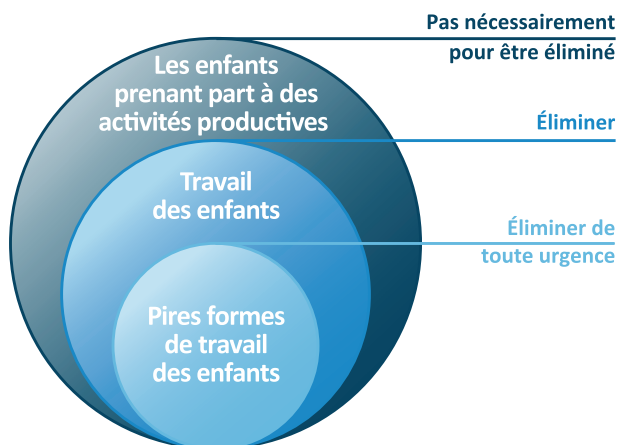 Pas nécessairement
pour être éliminé
Les enfants
prenant part à des
activités productives
Éliminer
Travail
des enfants
Éliminer de
toute urgence
Pires formes
de travail
des enfants